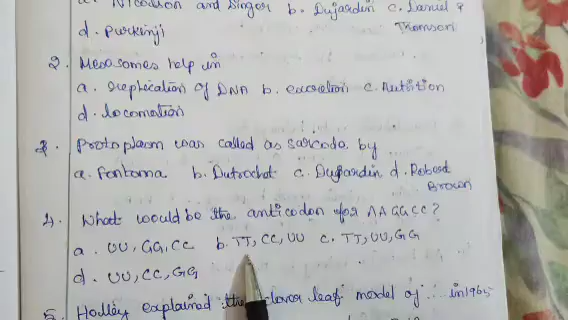 a. Nicolson and Singer b. Dujardin c. Daniel &
Thomson
d. Purkinji
2. Mesosomes help in
a. replication of DNA b. excretion c. Nutrition
d. locomotion
3. Protoplasm was called as sarcode by
a. Fontana b. Dutrochet c. Dujardin d. Robert
Brown
4. What would be the anticodon for AAGGCC?
a. UU, GG, CC b. TT, CC, UU c. TT, UU, GG
d. UU, CC, GG
5. Holley explained the clover leaf model of ... in 1965